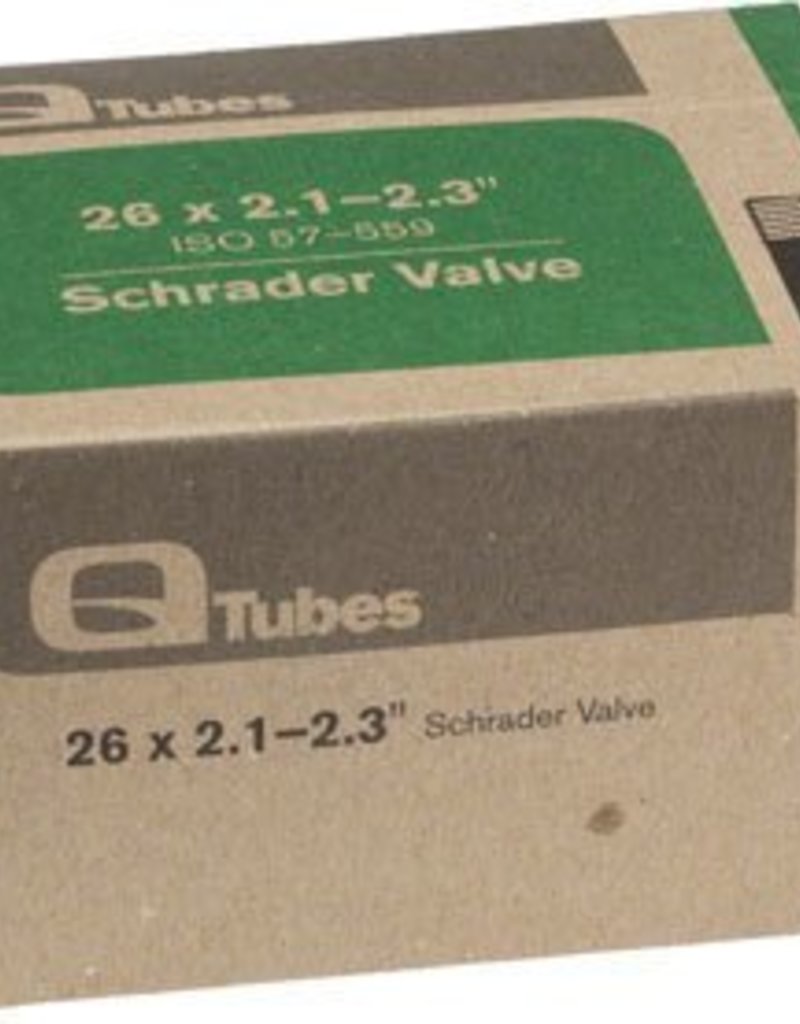 Q Tubes
26 x 2.1–2.3"
ISO 57–559
Schrader Valve
Q Tubes
26 x 2.1–2.3" Schrader Valve